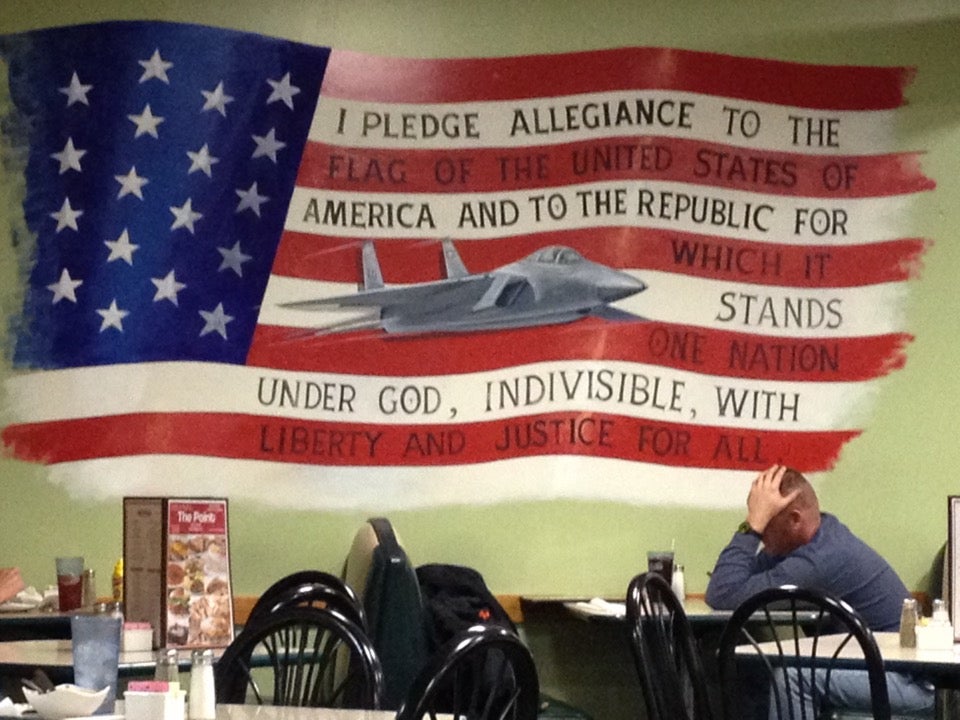 I PLEDGE ALLEGIANCE TO THE
FLAG OF THE UNITED STATES OF
AMERICA AND TO THE REPUBLIC FOR
WHICH IT
STANDS
ONE NATION
UNDER GOD, INDIVISIBLE, WITH
LIBERTY AND JUSTICE FOR ALL.
The Point